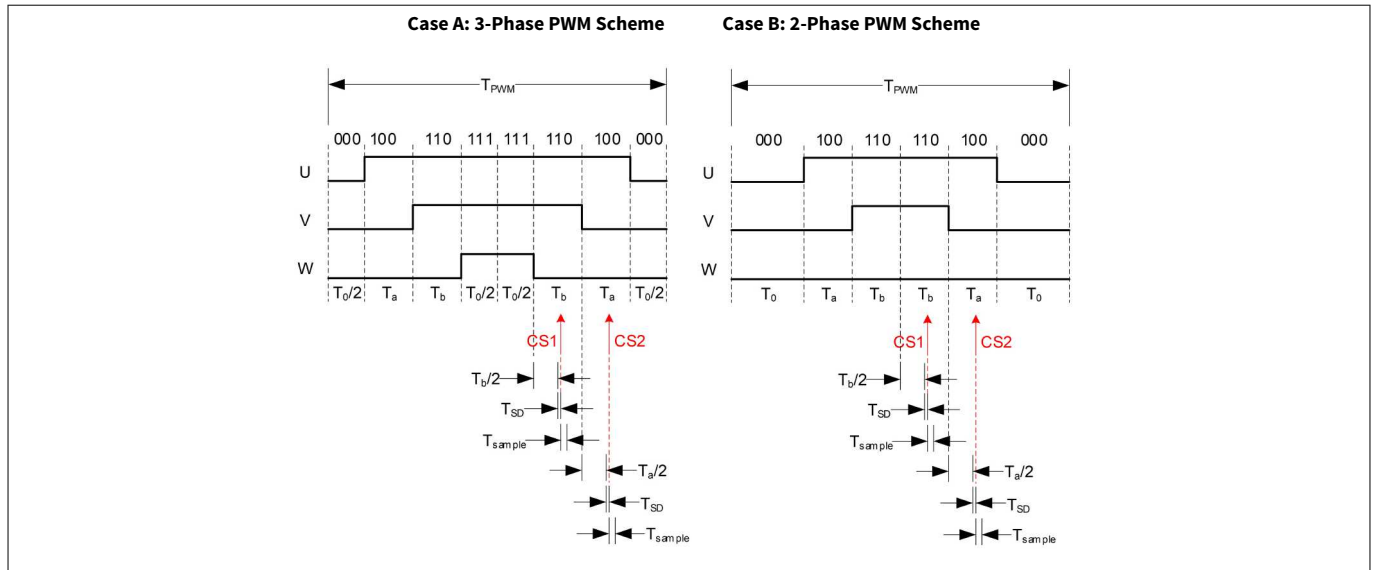 Case A: 3-Phase PWM Scheme
Case B: 2-Phase PWM Scheme
TPWM
000 100 110 111 111 110 100 000
U
V
W
T0/2 Ta Tb T0/2 T0/2 Tb Ta T0/2
CS1 CS2
Tb/2
TSD
Tsample
Ta/2
TSD
Tsample
TPWM
000 100 110 110 100 000
U
V
W
T0 Ta Tb Tb Ta T0
CS1 CS2
Tb/2
TSD
Tsample
Ta/2
TSD
Tsample